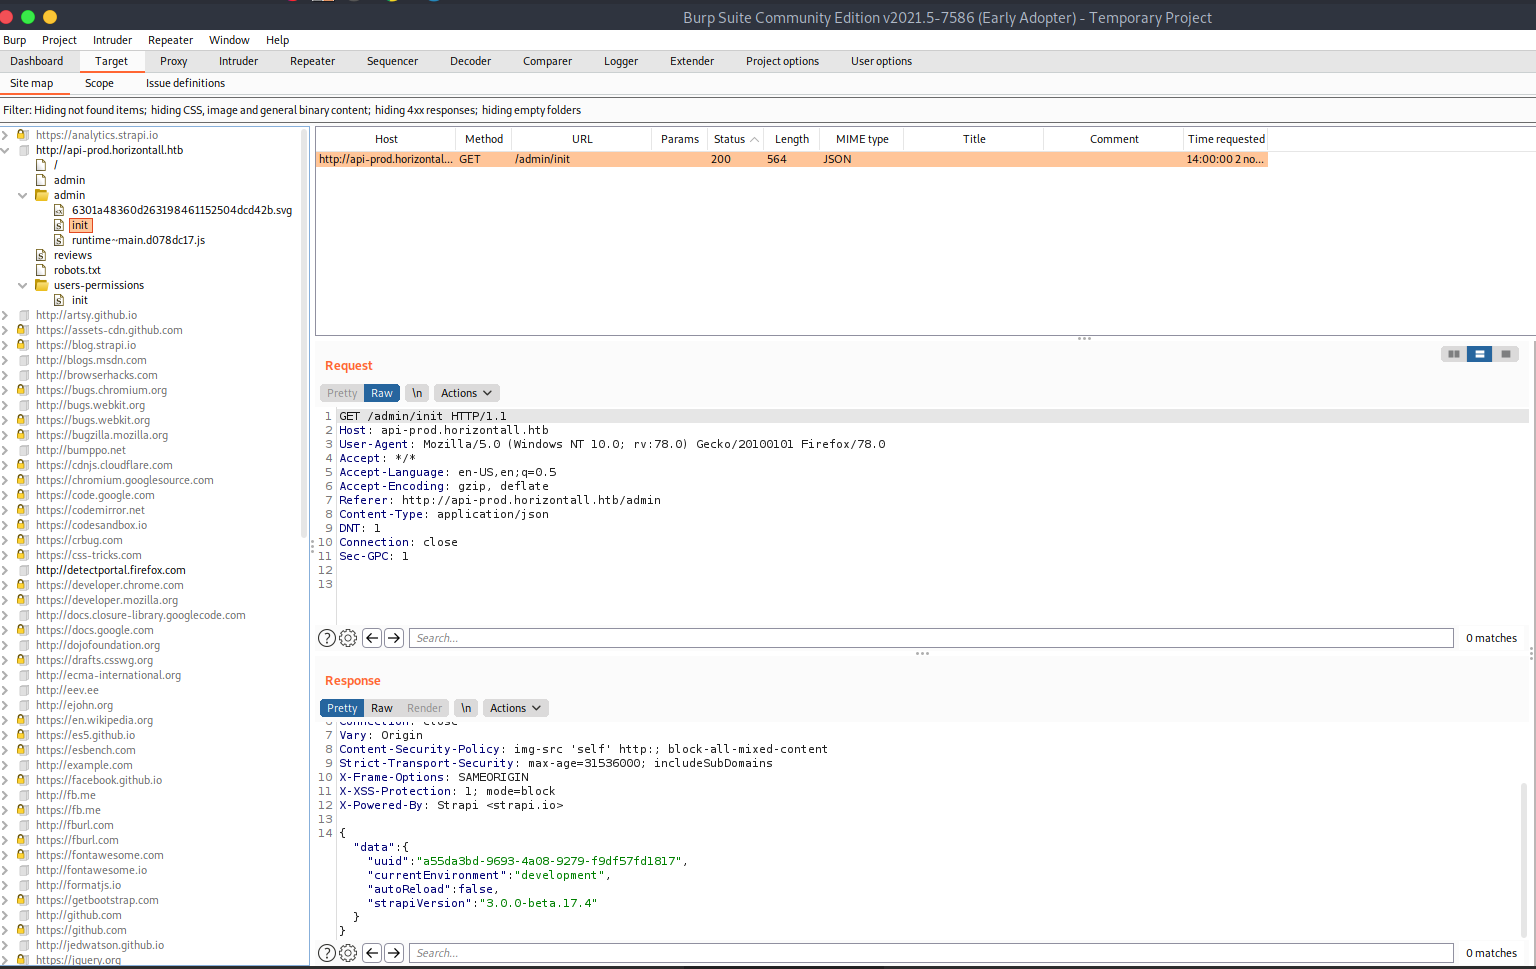 Burp Suite Community Edition v2021.5-7586 (Early Adopter) - Temporary Project
Burp Project Intruder Repeater Window Help
Dashboard Target Proxy Intruder Repeater Sequencer Decoder Comparer Logger Extender Project options User options
Site map Scope Issue definitions
Filter: Hiding not found items; hiding CSS, image and general binary content; hiding 4xx responses; hiding empty folders
https://analytics.strapi.io
http://api-prod.horizontall.htb
/
admin
admin
6301a48360d263198461152504dcd42b.svg
init
runtime~main.d078dc17.js
reviews
robots.txt
users-permissions
init
http://artsy.github.io
https://assets-cdn.github.com
https://blog.strapi.io
http://blogs.msdn.com
http://browserhacks.com
https://bugs.chromium.org
http://bugs.webkit.org
https://bugs.webkit.org
https://bugzilla.mozilla.org
http://bumppo.net
https://cdnjs.cloudflare.com
https://chromium.googlesource.com
https://code.google.com
https://codemirror.net
https://codesandbox.io
https://crbug.com
https://css-tricks.com
http://detectportal.firefox.com
https://developer.chrome.com
https://developer.mozilla.org
http://docs.closure-library.googlecode.com
https://docs.google.com
http://dojofoundation.org
https://drafts.csswg.org
http://ecma-international.org
http://eev.ee
http://ejohn.org
https://en.wikipedia.org
https://es5.github.io
https://esbench.com
http://example.com
https://facebook.github.io
http://fb.me
https://fb.me
http://fburl.com
https://fburl.com
https://fontawesome.com
http://fontawesome.io
http://formatjs.io
https://getbootstrap.com
http://github.com
https://github.com
http://jedwatson.github.io
https://jquery.org
Host Method URL Params Status Length MIME type Title Comment Time requested
http://api-prod.horizontal... GET /admin/init 200 564 JSON 14:00:00 2 no...
Request
Pretty Raw \n Actions
1 GET /admin/init HTTP/1.1
2 Host: api-prod.horizontall.htb
3 User-Agent: Mozilla/5.0 (Windows NT 10.0; rv:78.0) Gecko/20100101 Firefox/78.0
4 Accept: */*
5 Accept-Language: en-US,en;q=0.5
6 Accept-Encoding: gzip, deflate
7 Referer: http://api-prod.horizontall.htb/admin
8 Content-Type: application/json
9 DNT: 1
10 Connection: close
11 Sec-GPC: 1
12
13
? Search... 0 matches
Response
Pretty Raw Render \n Actions
6 Connection: close
7 Vary: Origin
8 Content-Security-Policy: img-src 'self' http:; block-all-mixed-content
9 Strict-Transport-Security: max-age=31536000; includeSubDomains
10 X-Frame-Options: SAMEORIGIN
11 X-XSS-Protection: 1; mode=block
12 X-Powered-By: Strapi <strapi.io>
13
14 {
"data":{
"uuid":"a55da3bd-9693-4a08-9279-f9df57fd1817",
"currentEnvironment":"development",
"autoReload":false,
"strapiVersion":"3.0.0-beta.17.4"
}
}
? Search... 0 matches